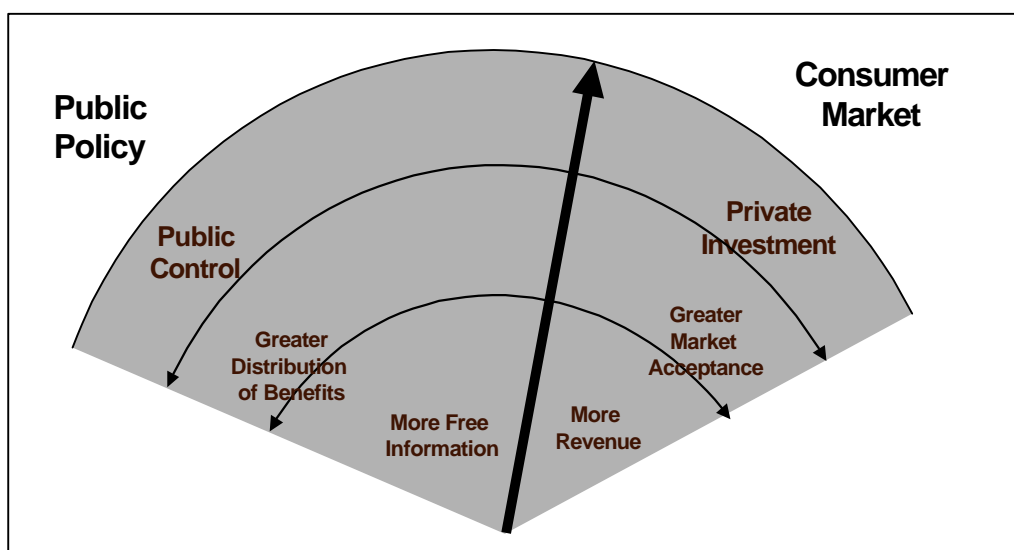 Public
Policy
Consumer
Market
Public
Control
Private
Investment
Greater
Distribution
of Benefits
Greater
Market
Acceptance
More Free
Information
More
Revenue